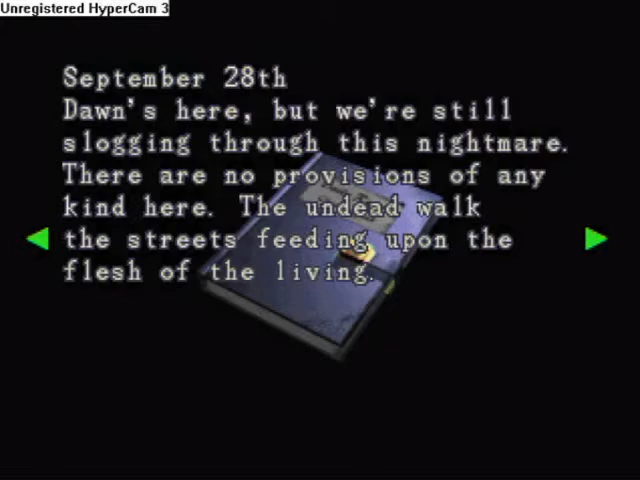 Unregistered HyperCam 3
September 28th
Dawn's here, but we're still
slogging through this nightmare.
There are no provisions of any
kind here. The undead walk
the streets feeding upon the
flesh of the living.